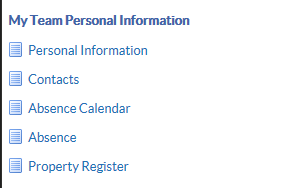 My Team Personal Information
Personal Information
Contacts
Absence Calendar
Absence
Property Register